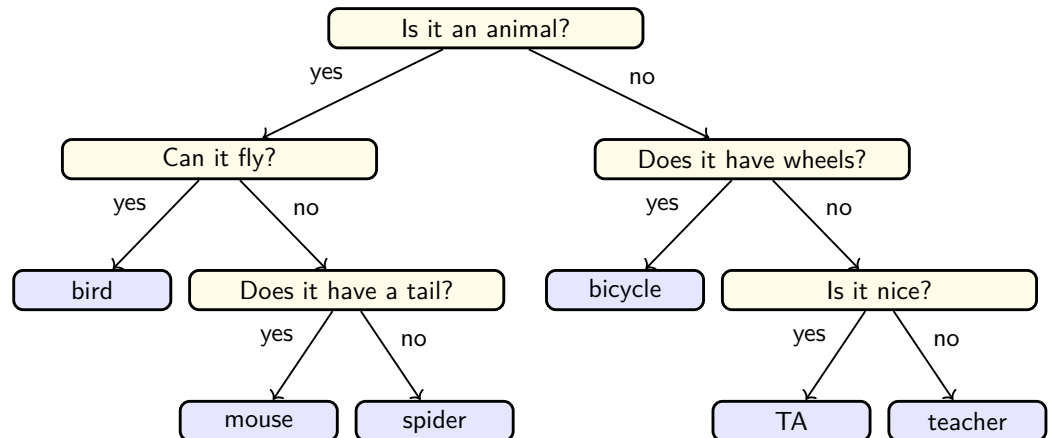 Is it an animal?
yes
no
Can it fly?
Does it have wheels?
yes
no
yes
no
bird
Does it have a tail?
bicycle
Is it nice?
yes
no
yes
no
mouse
spider
TA
teacher